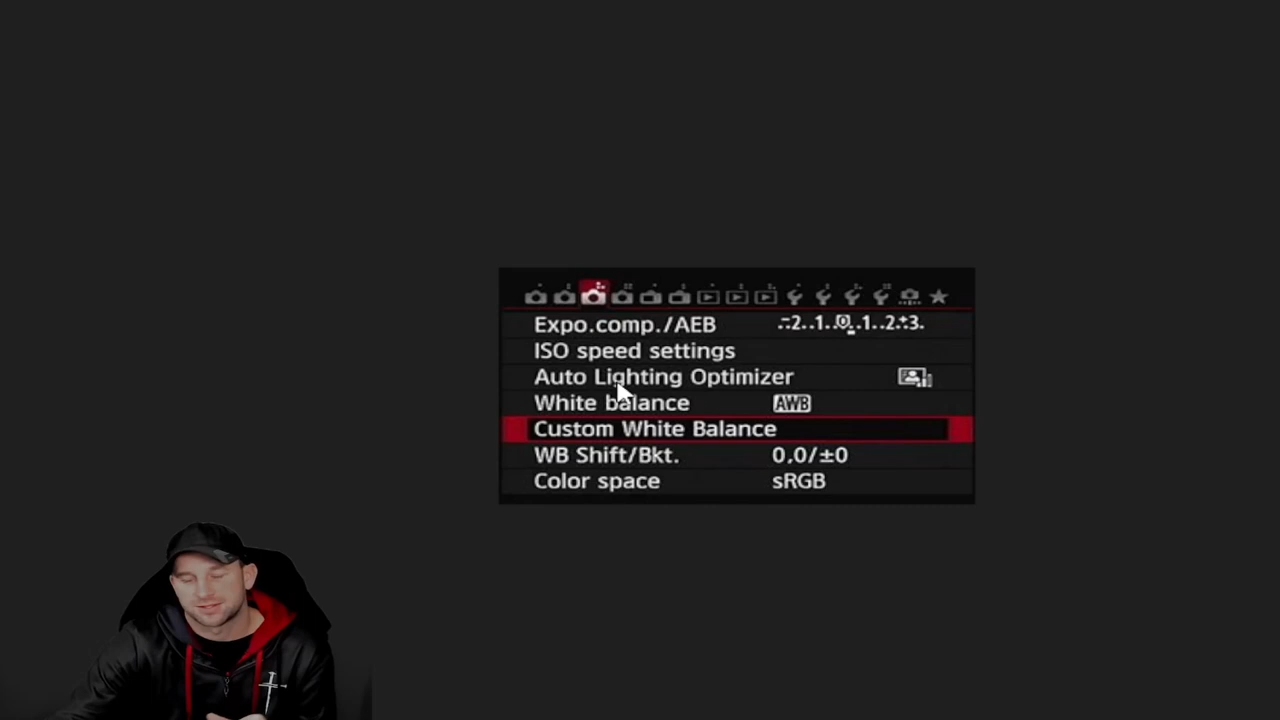 Expo.comp./AEB -2..1..0..1..2.+3.
ISO speed settings
Auto Lighting Optimizer
White balance AWB
Custom White Balance
WB Shift/Bkt. 0,0/±0
Color space sRGB